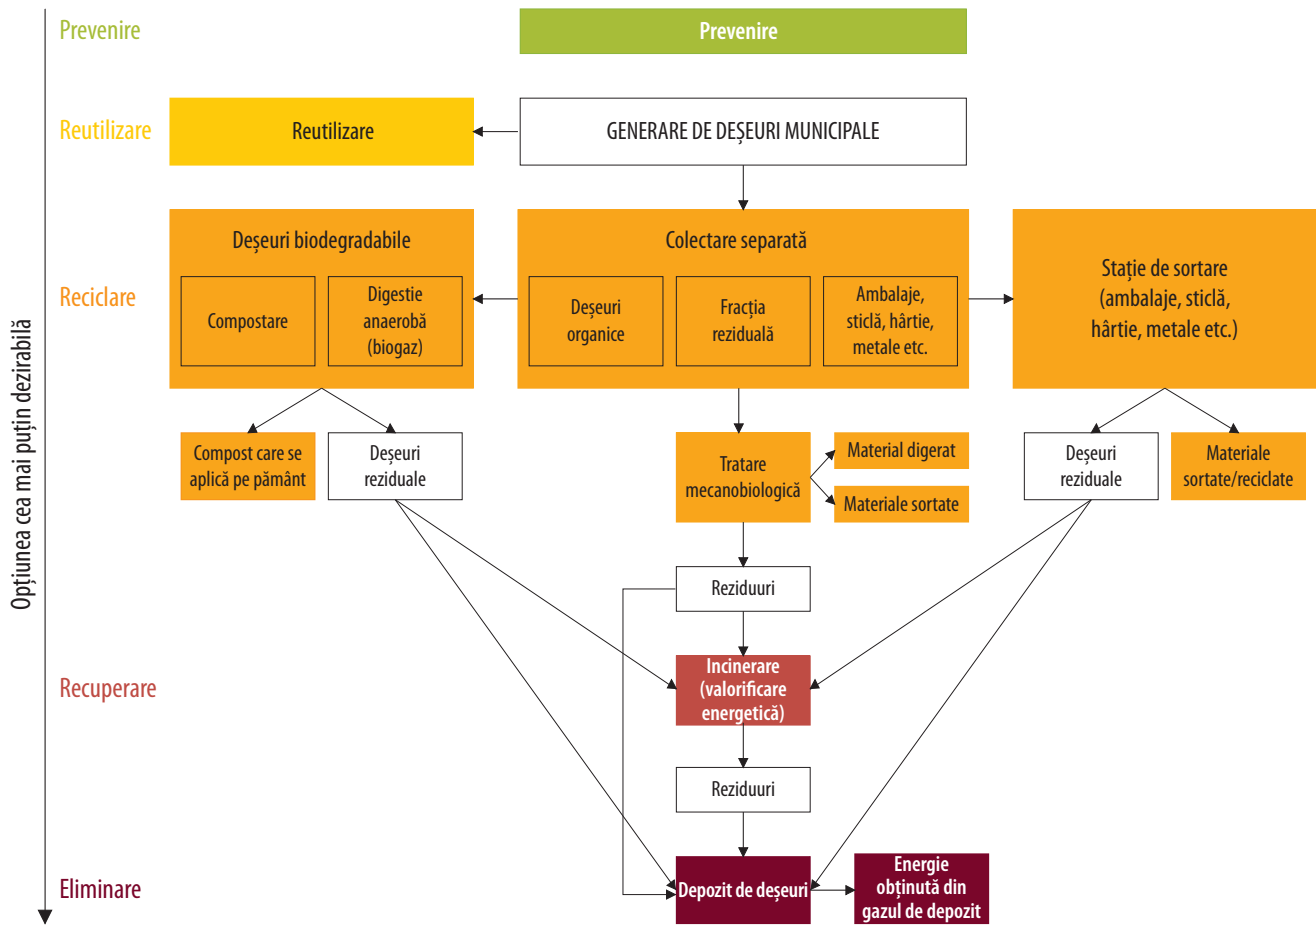 Prevenire
Prevenire
Reutilizare
Reutilizare
GENERARE DE DEȘEURI MUNICIPALE
Reciclare
Deșeuri biodegradabile
Compostare
Digestie
anaerobă
(biogaz)
Colectare separată
Deșeuri
organice
Fracția
reziduală
Ambalaje,
sticlă, hârtie,
metale etc.
Stație de sortare
(ambalaje, sticlă,
hârtie, metale etc.)
Opțiunea cea mai puțin dezirabilă
Compost care se
aplică pe pământ
Deșeuri
reziduale
Tratare
mecanobiologică
Material digerat
Materiale sortate
Deșeuri
reziduale
Materiale
sortate/reciclate
Reziduuri
Recuperare
Incinerare
(valorificare
energetică)
Reziduuri
Eliminare
Depozit de deșeuri
Energie
obținută din
gazul de depozit